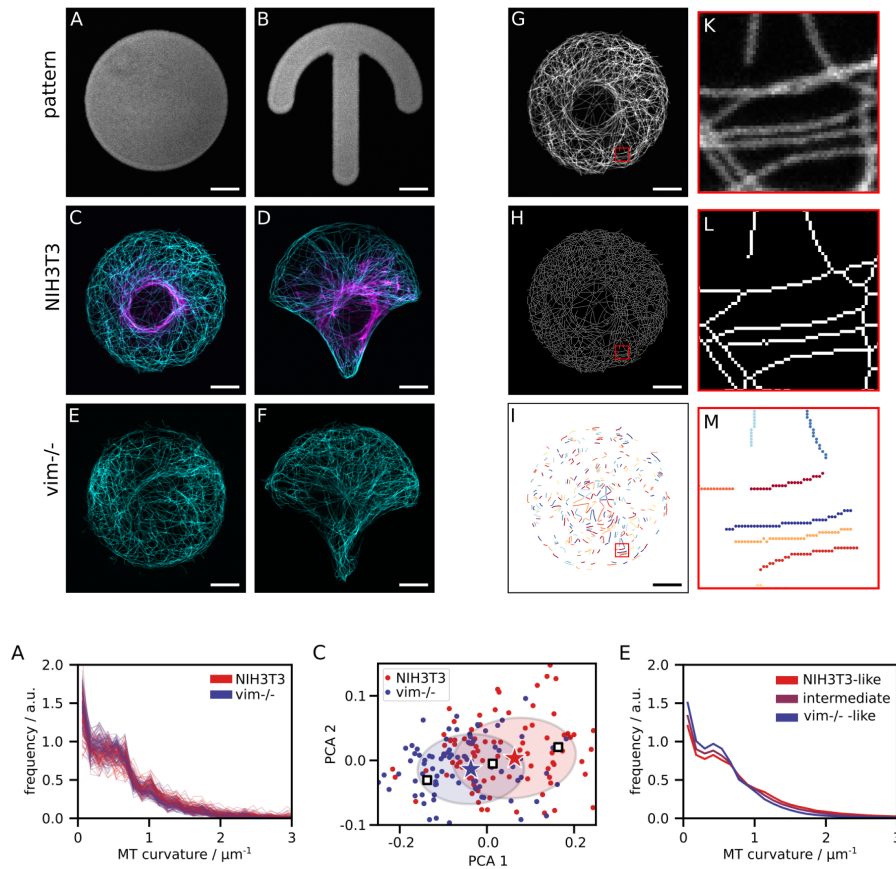 A
B
G
K
pattern
C
D
H
L
NIH3T3
E
F
I
M
vim-/-
A
2.0
1.5
1.0
0.5
0.0
frequency / a.u.
NIH3T3
vim-/-
0
1
2
3
MT curvature / μm⁻¹
C
0.1
0.0
-0.1
PCA 2
NIH3T3
vim-/-
-0.2
0.0
0.2
PCA 1
E
2.0
1.5
1.0
0.5
0.0
frequency / a.u.
NIH3T3-like
intermediate
vim-/- -like
0
1
2
3
MT curvature / μm⁻¹